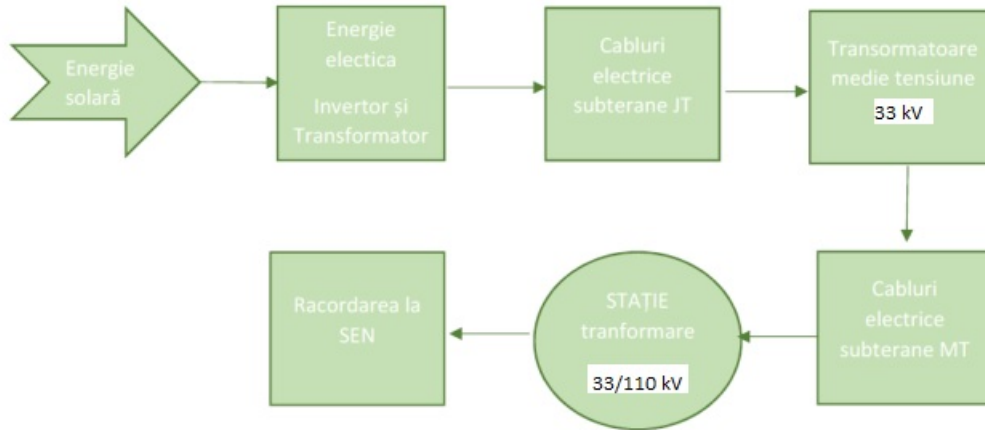 Energie
solară
Energie
electica
Invertor și
Transformator
Cabluri
electrice
subterane JT
Transormatoare
medie tensiune
33 kV
Cabluri
electrice
subterane MT
STAȚIE
tranformare
33/110 kV
Racordarea la
SEN